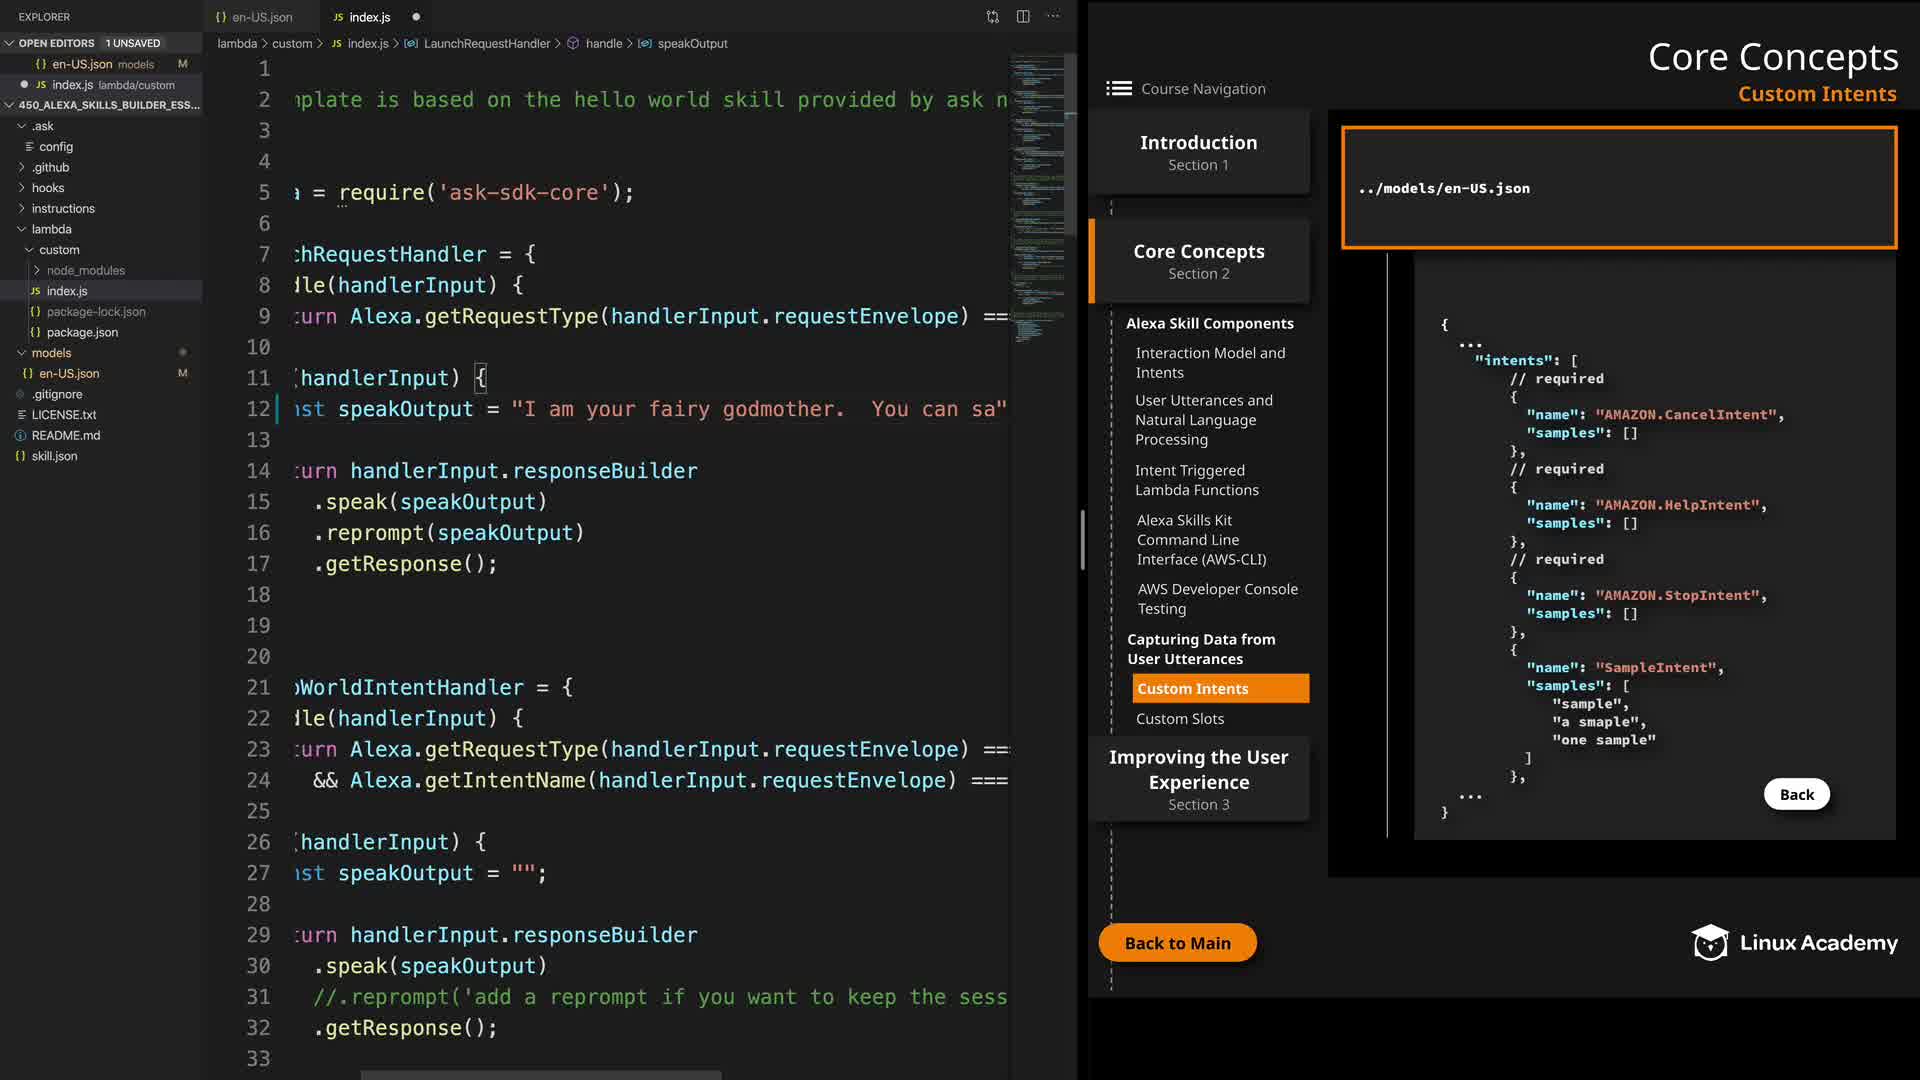 EXPLORER
OPEN EDITORS 1 UNSAVED
{} en-US.json models M
JS index.js lambda/custom
450_ALEXA_SKILLS_BUILDER_ESS...
.ask
config
.github
hooks
instructions
lambda
custom
node_modules
JS index.js
{} package-lock.json
{} package.json
models
{} en-US.json M
.gitignore
LICENSE.txt
README.md
{} skill.json
{} en-US.json
JS index.js
lambda > custom > JS index.js > LaunchRequestHandler > handle > speakOutput
1
2 nplate is based on the hello world skill provided by ask n
3
4
5 a = require('ask-sdk-core');
6
7 chRequestHandler = {
8 dle(handlerInput) {
9 turn Alexa.getRequestType(handlerInput.requestEnvelope) ===
10
11 (handlerInput) {
12 nst speakOutput = "I am your fairy godmother.  You can sa"
13
14 turn handlerInput.responseBuilder
15 .speak(speakOutput)
16 .reprompt(speakOutput)
17 .getResponse();
18
19
20
21 oWorldIntentHandler = {
22 dle(handlerInput) {
23 turn Alexa.getRequestType(handlerInput.requestEnvelope) ===
24 && Alexa.getIntentName(handlerInput.requestEnvelope) ===
25
26 (handlerInput) {
27 nst speakOutput = "";
28
29 turn handlerInput.responseBuilder
30 .speak(speakOutput)
31 //.reprompt('add a reprompt if you want to keep the sess
32 .getResponse();
33
Core Concepts
Custom Intents
Course Navigation
Introduction
Section 1
Core Concepts
Section 2
Alexa Skill Components
Interaction Model and
Intents
User Utterances and
Natural Language
Processing
Intent Triggered
Lambda Functions
Alexa Skills Kit
Command Line
Interface (AWS-CLI)
AWS Developer Console
Testing
Capturing Data from
User Utterances
Custom Intents
Custom Slots
Improving the User
Experience
Section 3
Back to Main
../models/en-US.json
{
...
"intents": [
// required
{
"name": "AMAZON.CancelIntent",
"samples": []
},
// required
{
"name": "AMAZON.HelpIntent",
"samples": []
},
// required
{
"name": "AMAZON.StopIntent",
"samples": []
},
{
"name": "SampleIntent",
"samples": [
"sample",
"a smaple",
"one sample"
]
},
...
}
Back
Linux Academy